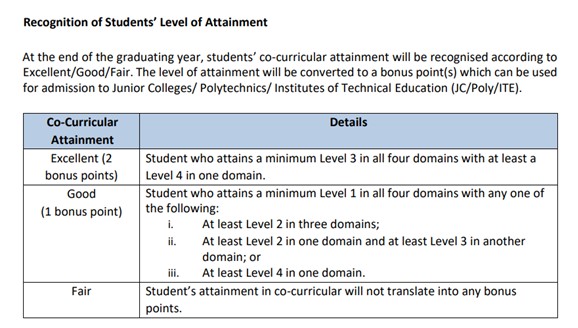 Recognition of Students' Level of Attainment
At the end of the graduating year, students' co-curricular attainment will be recognised according to
Excellent/Good/Fair. The level of attainment will be converted to a bonus point(s) which can be used
for admission to Junior Colleges/ Polytechnics/ Institutes of Technical Education (JC/Poly/ITE).
Co-Curricular
Attainment
Details
Excellent (2
bonus points)
Student who attains a minimum Level 3 in all four domains with at least a
Level 4 in one domain.
Good
(1 bonus point)
Student who attains a minimum Level 1 in all four domains with any one of
the following:
i. At least Level 2 in three domains;
ii. At least Level 2 in one domain and at least Level 3 in another
domain; or
iii. At least Level 4 in one domain.
Fair
Student's attainment in co-curricular will not translate into any bonus
points.